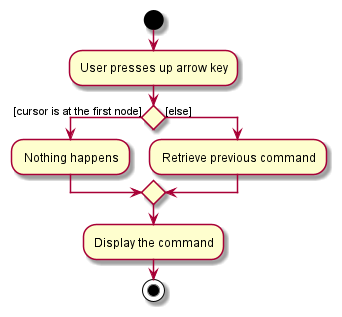 User presses up arrow key
[cursor is at the first node]
[else]
Nothing happens
Retrieve previous command
Display the command